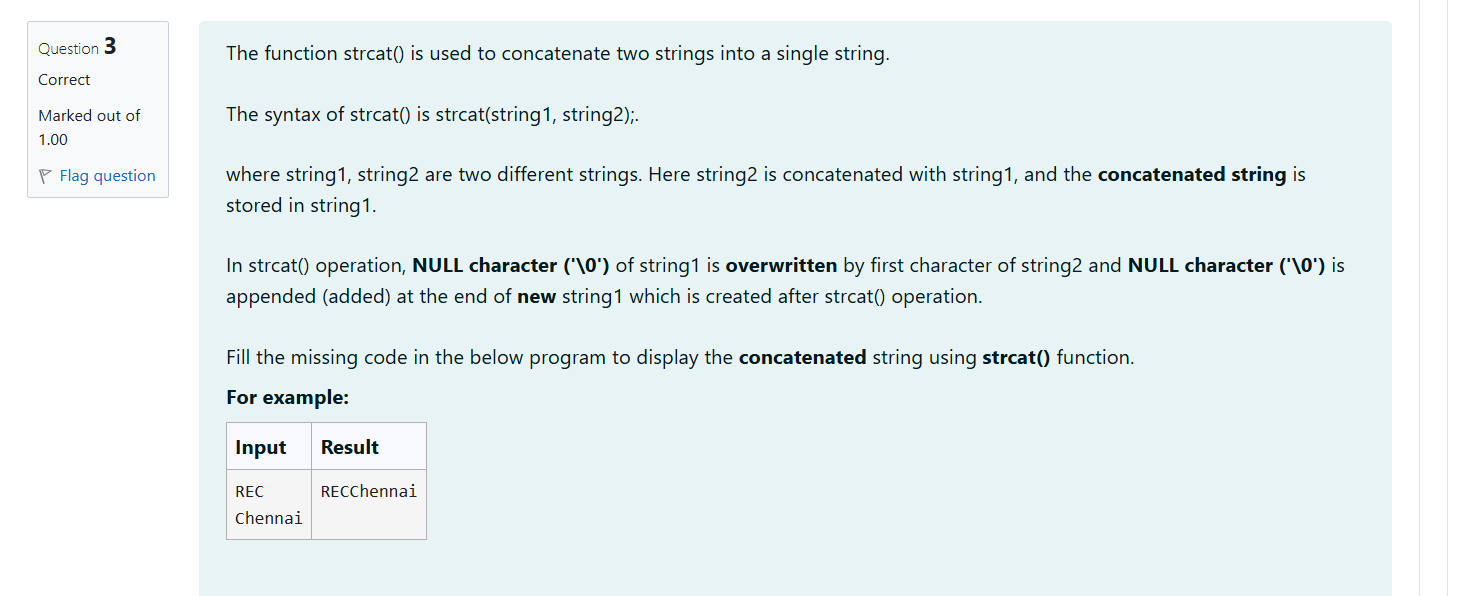 Question 3
Correct
Marked out of
1.00
Flag question
The function strcat() is used to concatenate two strings into a single string.
The syntax of strcat() is strcat(string1, string2);.
where string1, string2 are two different strings. Here string2 is concatenated with string1, and the concatenated string is
stored in string1.
In strcat() operation, NULL character ('\0') of string1 is overwritten by first character of string2 and NULL character ('\0') is
appended (added) at the end of new string1 which is created after strcat() operation.
Fill the missing code in the below program to display the concatenated string using strcat() function.
For example:
Input Result
REC RECChennai
Chennai